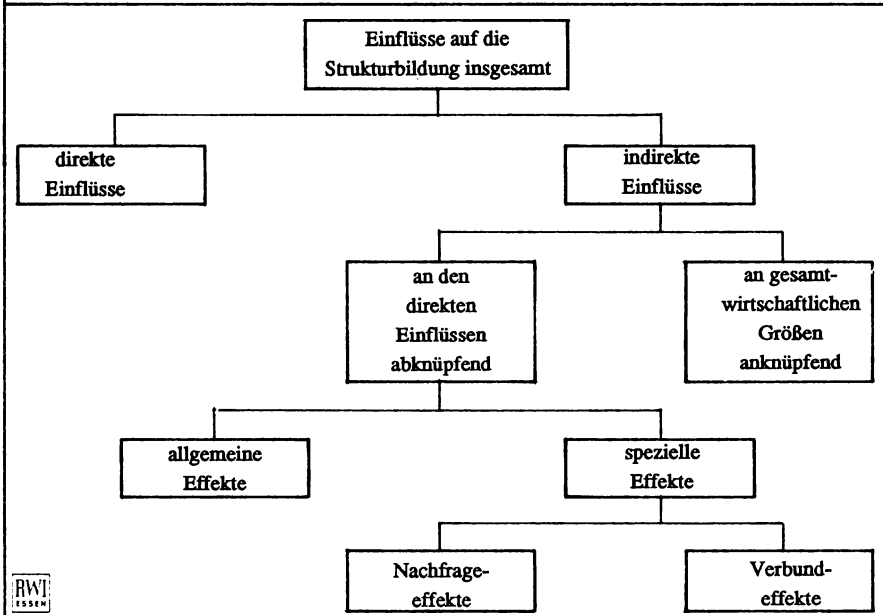 Einflüsse auf die
Strukturbildung insgesamt
direkte
Einflüsse
indirekte
Einflüsse
an den
direkten
Einflüssen
abknüpfend
an gesamt-
wirtschaftlichen
Größen
anknüpfend
allgemeine
Effekte
spezielle
Effekte
Nachfrage-
effekte
Verbund-
effekte
RWI
ESSEN